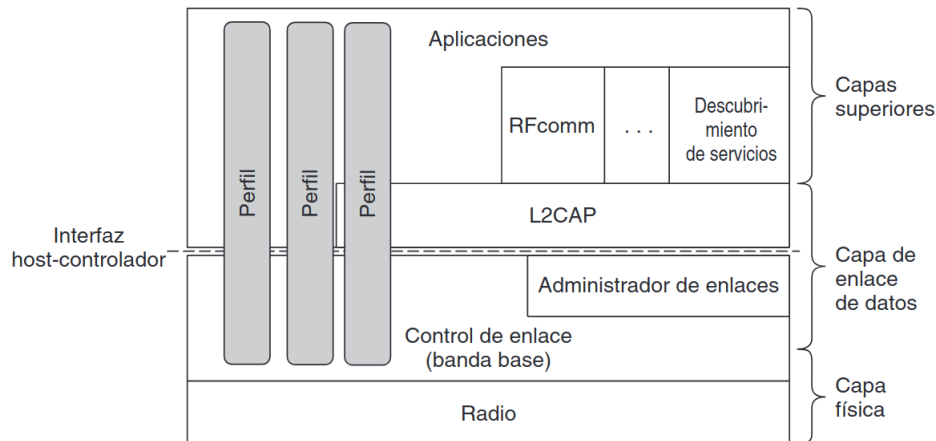 Aplicaciones
RFcomm
. . .
Descubri-
miento
de servicios
Capas
superiores
Perfil
Perfil
Perfil
L2CAP
Interfaz
host-controlador
Administrador de enlaces
Capa de
enlace
de datos
Control de enlace
(banda base)
Radio
Capa
física